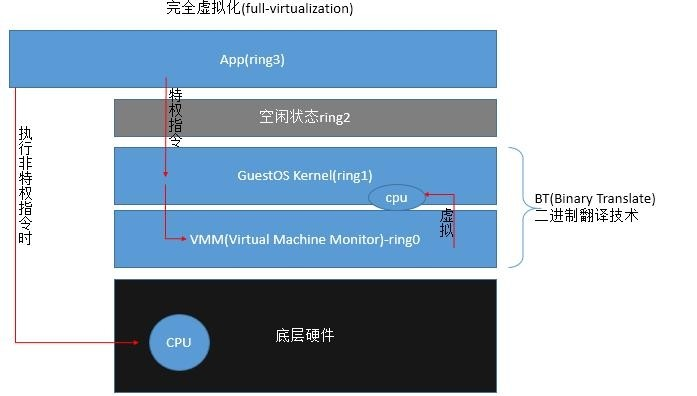 完全虚拟化(full-virtualization)
App(ring3)
特权指令
空闲状态ring2
执行非特权指令时
GuestOS Kernel(ring1)
cpu
BT(Binary Translate)
二进制翻译技术
虚拟
VMM(Virtual Machine Monitor)-ring0
底层硬件
CPU